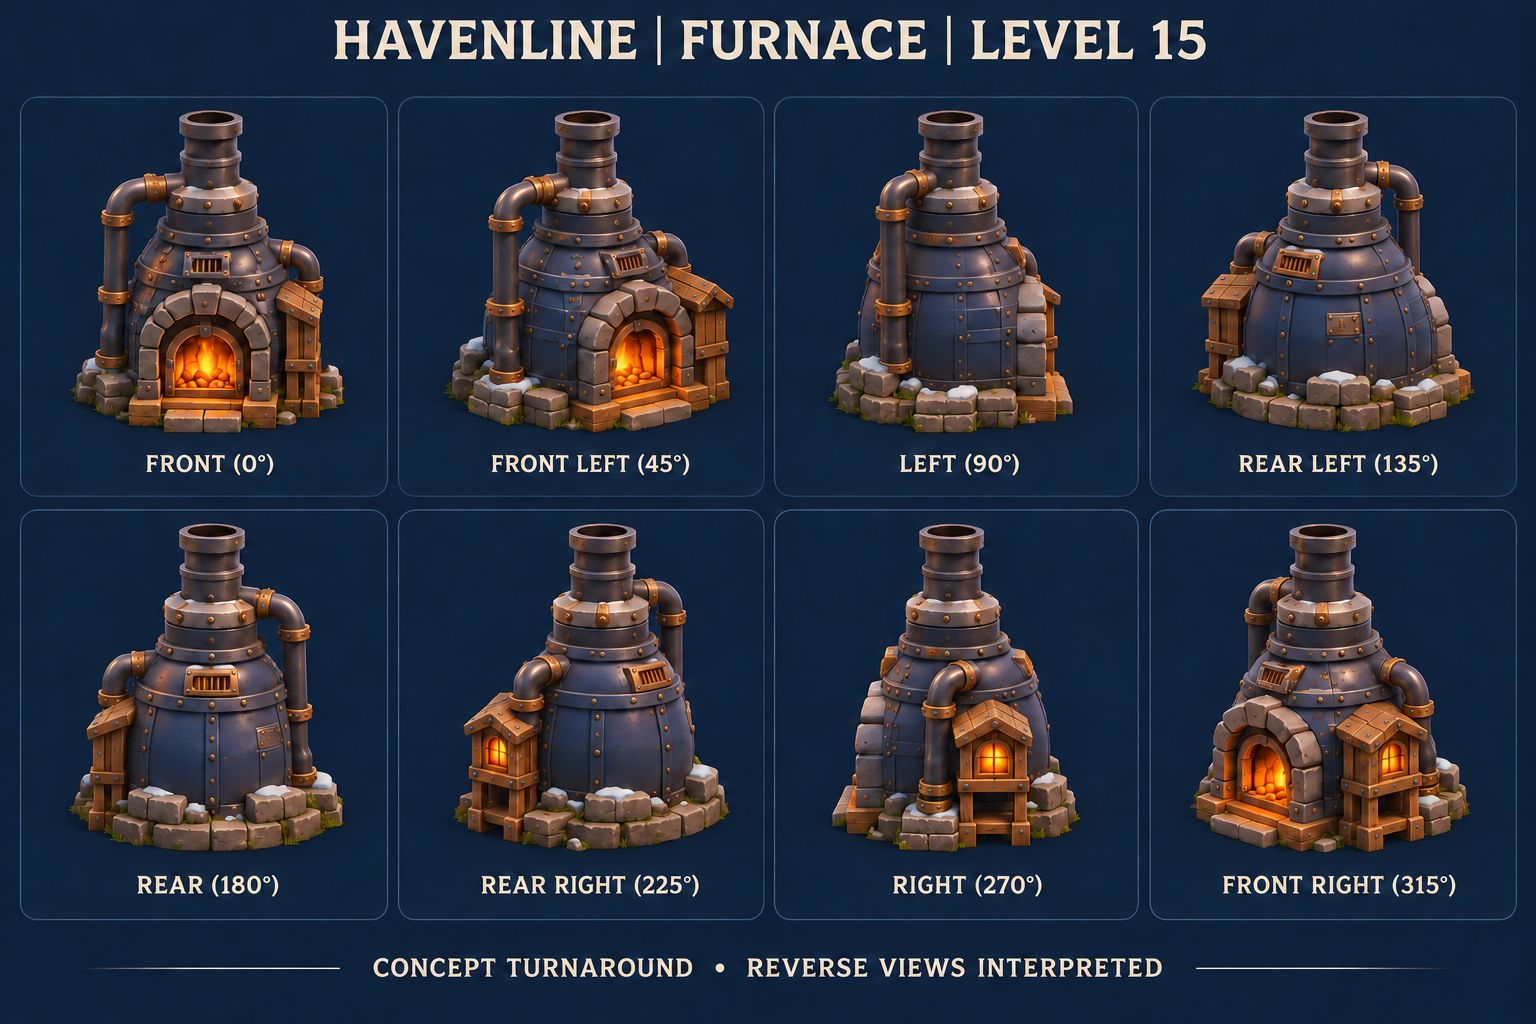 HAVENLINE | FURNACE | LEVEL 15
FRONT (0°)
FRONT LEFT (45°)
LEFT (90°)
REAR LEFT (135°)
REAR (180°)
REAR RIGHT (225°)
RIGHT (270°)
FRONT RIGHT (315°)
CONCEPT TURNAROUND • REVERSE VIEWS INTERPRETED